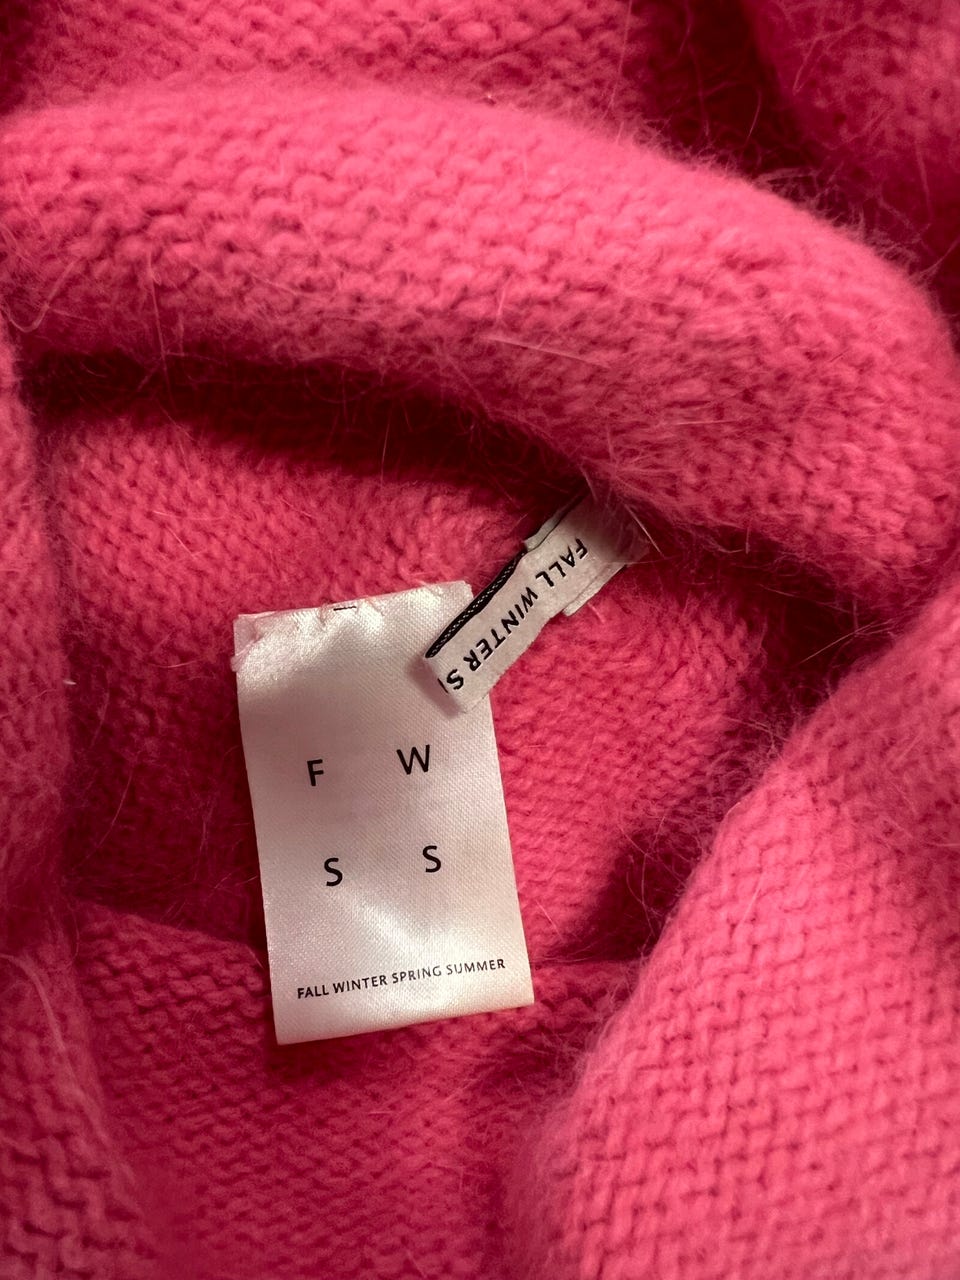 FALL WINTER S
F W
S S
FALL WINTER SPRING SUMMER